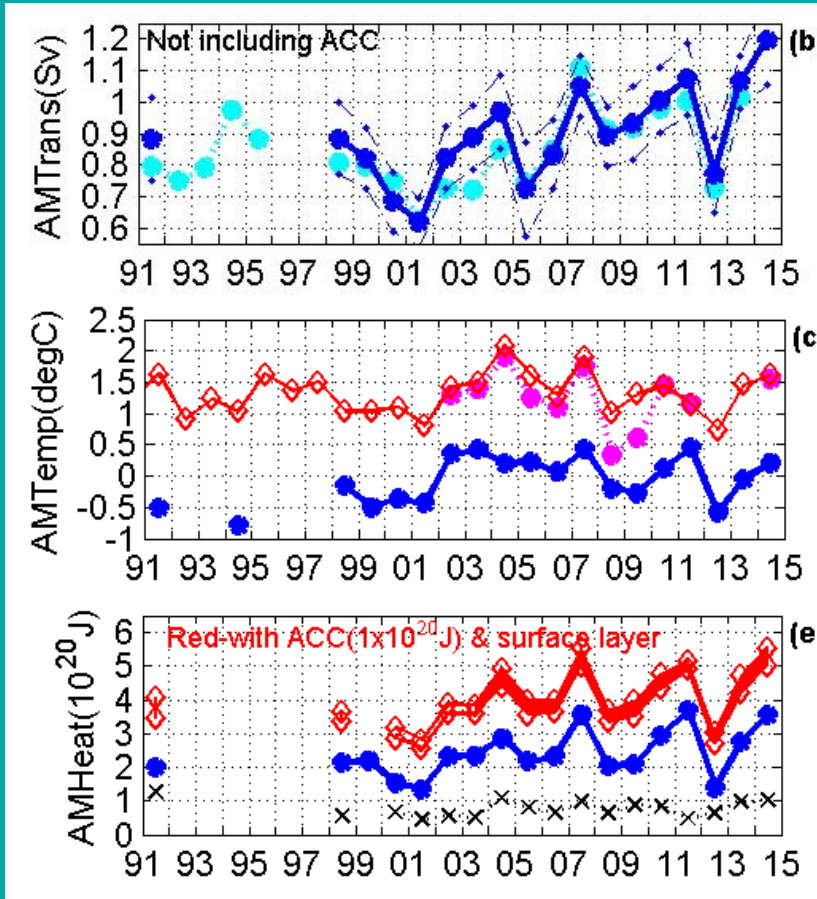 Not including ACC
(b
AMTrans(Sv)
1.2
1.1
1
0.9
0.8
0.7
0.6
91 93 95 97 99 01 03 05 07 09 11 13 15
(c
AMTemp(degC)
2.5
2
1.5
1
0.5
0
-0.5
-1
91 93 95 97 99 01 03 05 07 09 11 13 15
Red-with ACC(1x10^20J) & surface layer
(e
AMHeat(10^20J)
6
5
4
3
2
1
0
91 93 95 97 99 01 03 05 07 09 11 13 15